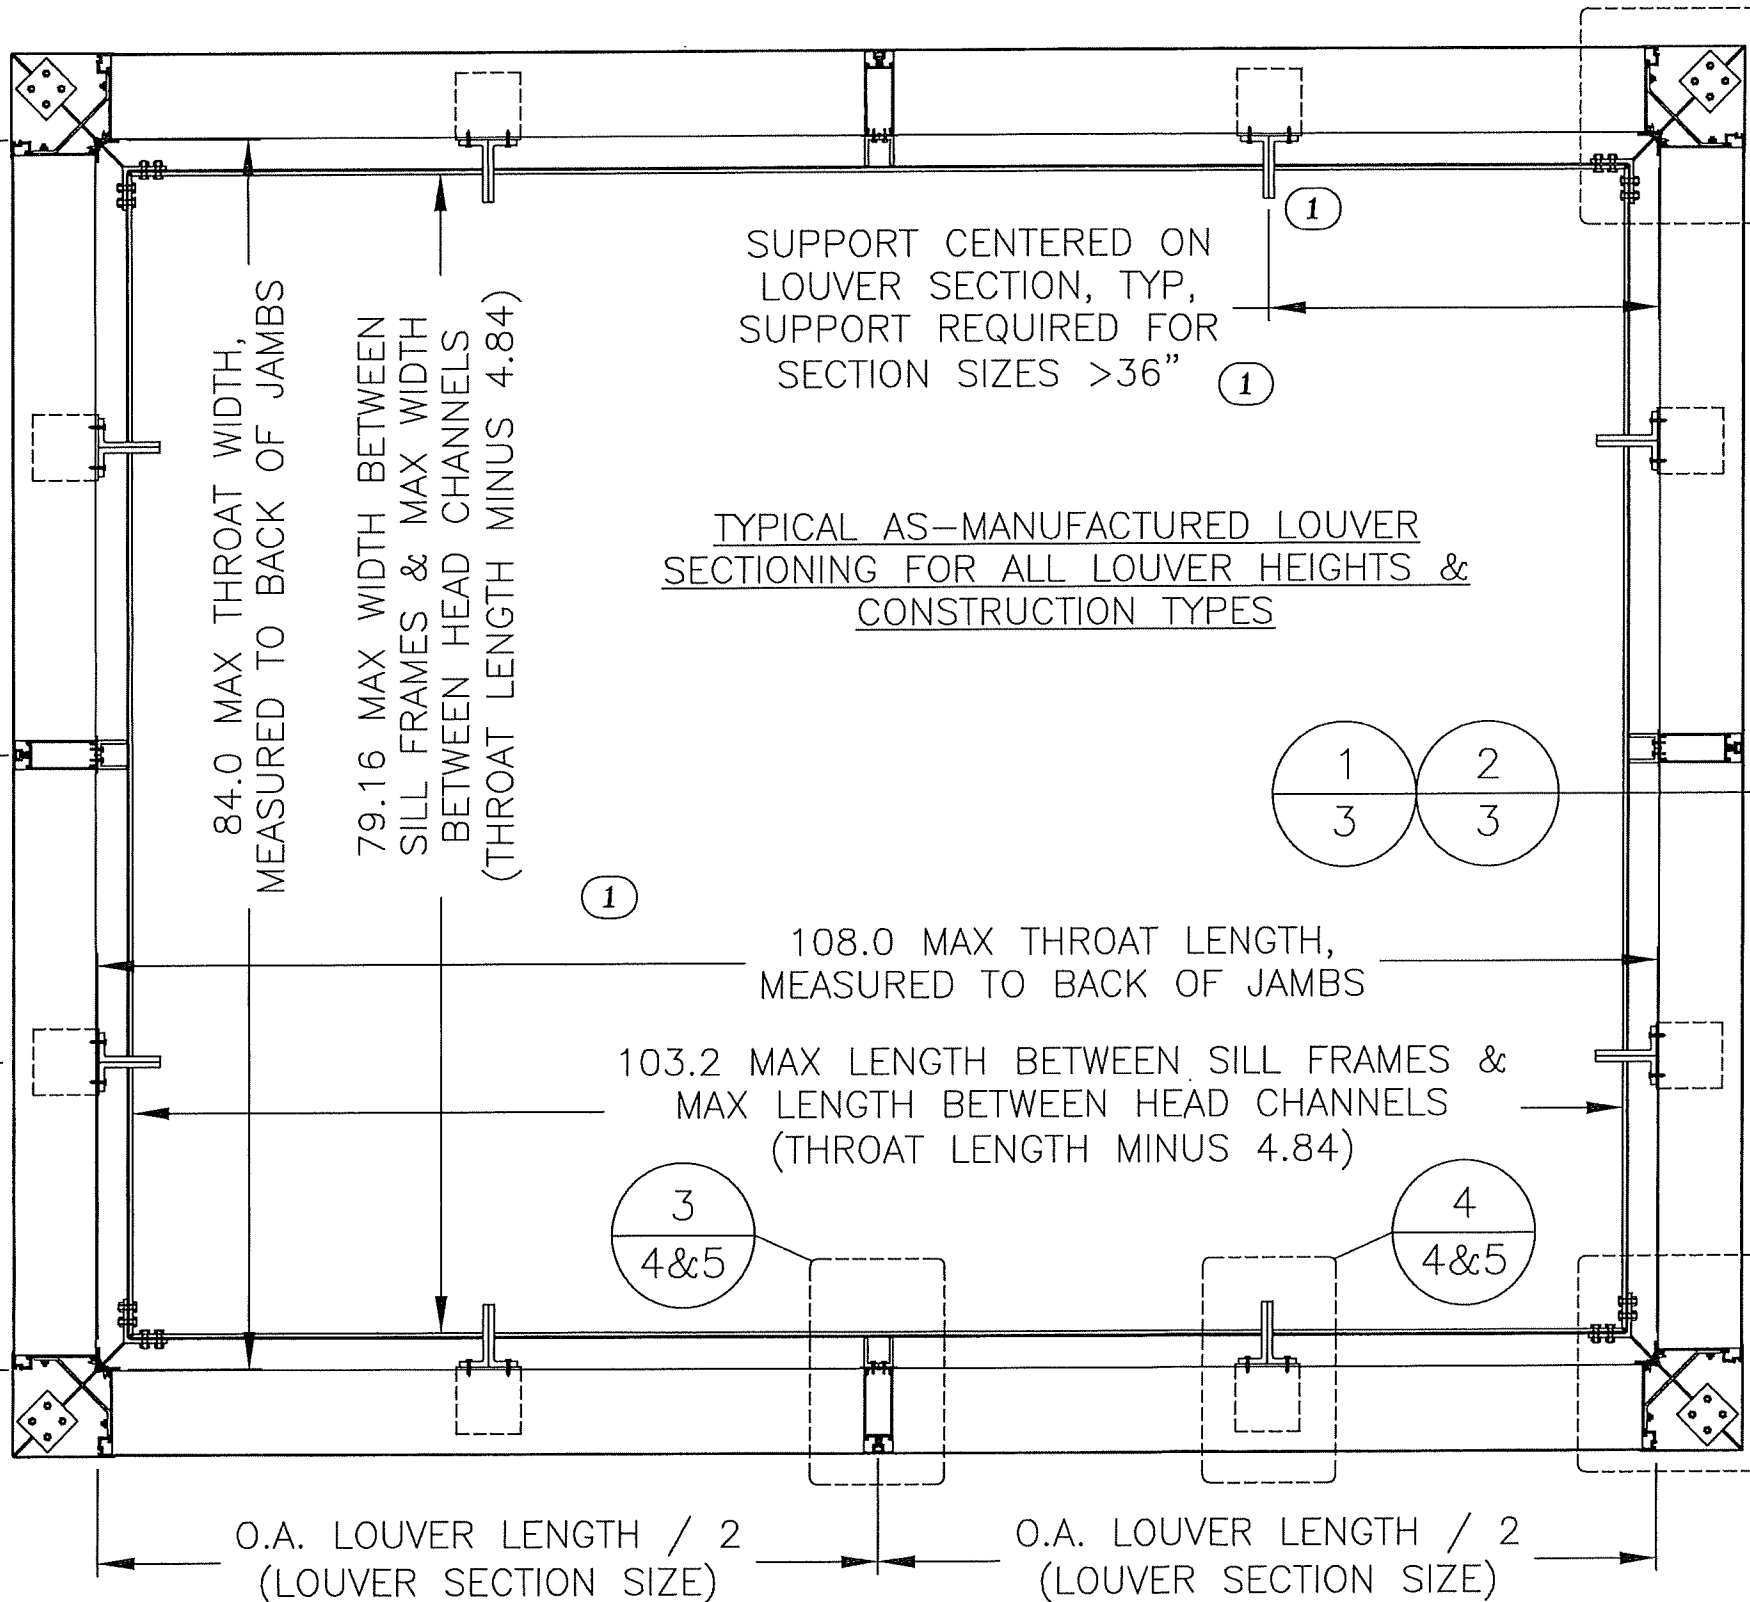 1
SUPPORT CENTERED ON
LOUVER SECTION, TYP,
SUPPORT REQUIRED FOR
SECTION SIZES >36"
1
84.0 MAX THROAT WIDTH,
MEASURED TO BACK OF JAMBS
79.16 MAX WIDTH BETWEEN
SILL FRAMES & MAX WIDTH
BETWEEN HEAD CHANNELS
(THROAT LENGTH MINUS 4.84)
TYPICAL AS-MANUFACTURED LOUVER
SECTIONING FOR ALL LOUVER HEIGHTS &
CONSTRUCTION TYPES
1
3
2
3
1
108.0 MAX THROAT LENGTH,
MEASURED TO BACK OF JAMBS
103.2 MAX LENGTH BETWEEN SILL FRAMES &
MAX LENGTH BETWEEN HEAD CHANNELS
(THROAT LENGTH MINUS 4.84)
3
4&5
4
4&5
O.A. LOUVER LENGTH / 2
(LOUVER SECTION SIZE)
O.A. LOUVER LENGTH / 2
(LOUVER SECTION SIZE)